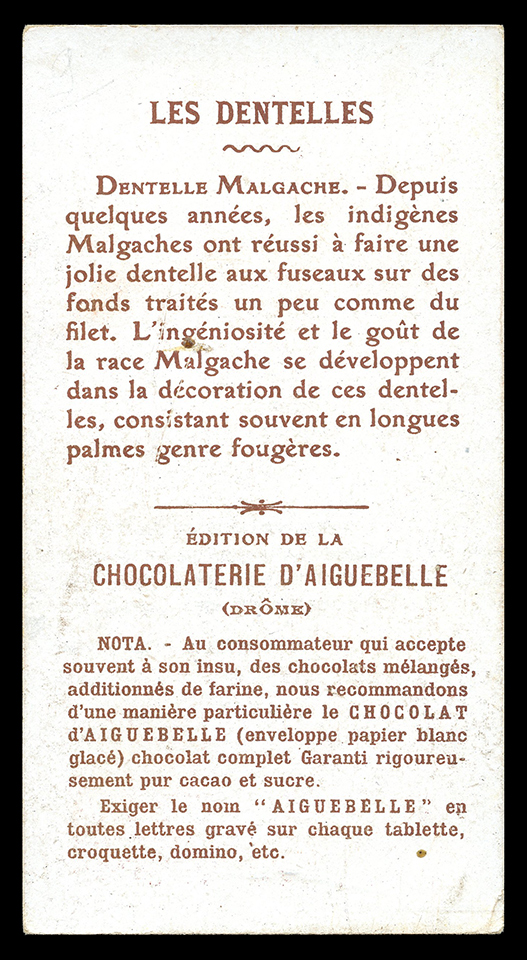 LES DENTELLES
DENTELLE MALGACHE. - Depuis
quelques années, les indigènes
Malgaches ont réussi à faire une
jolie dentelle aux fuseaux sur des
fonds traités un peu comme du
filet. L'ingéniosité et le goût de
la race Malgache se développent
dans la décoration de ces dentel-
les, consistant souvent en longues
palmes genre fougères.
ÉDITION DE LA
CHOCOLATERIE D'AIGUEBELLE
(DRÔME)
NOTA. - Au consommateur qui accepte
souvent à son insu, des chocolats mélangés,
additionnés de farine, nous recommandons
d'une manière particulière le CHOCOLAT
d'AIGUEBELLE (enveloppe papier blanc
glacé) chocolat complet Garanti rigoureu-
sement pur cacao et sucre.
Exiger le nom "AIGUEBELLE" en
toutes lettres gravé sur chaque tablette,
croquette, domino, etc.